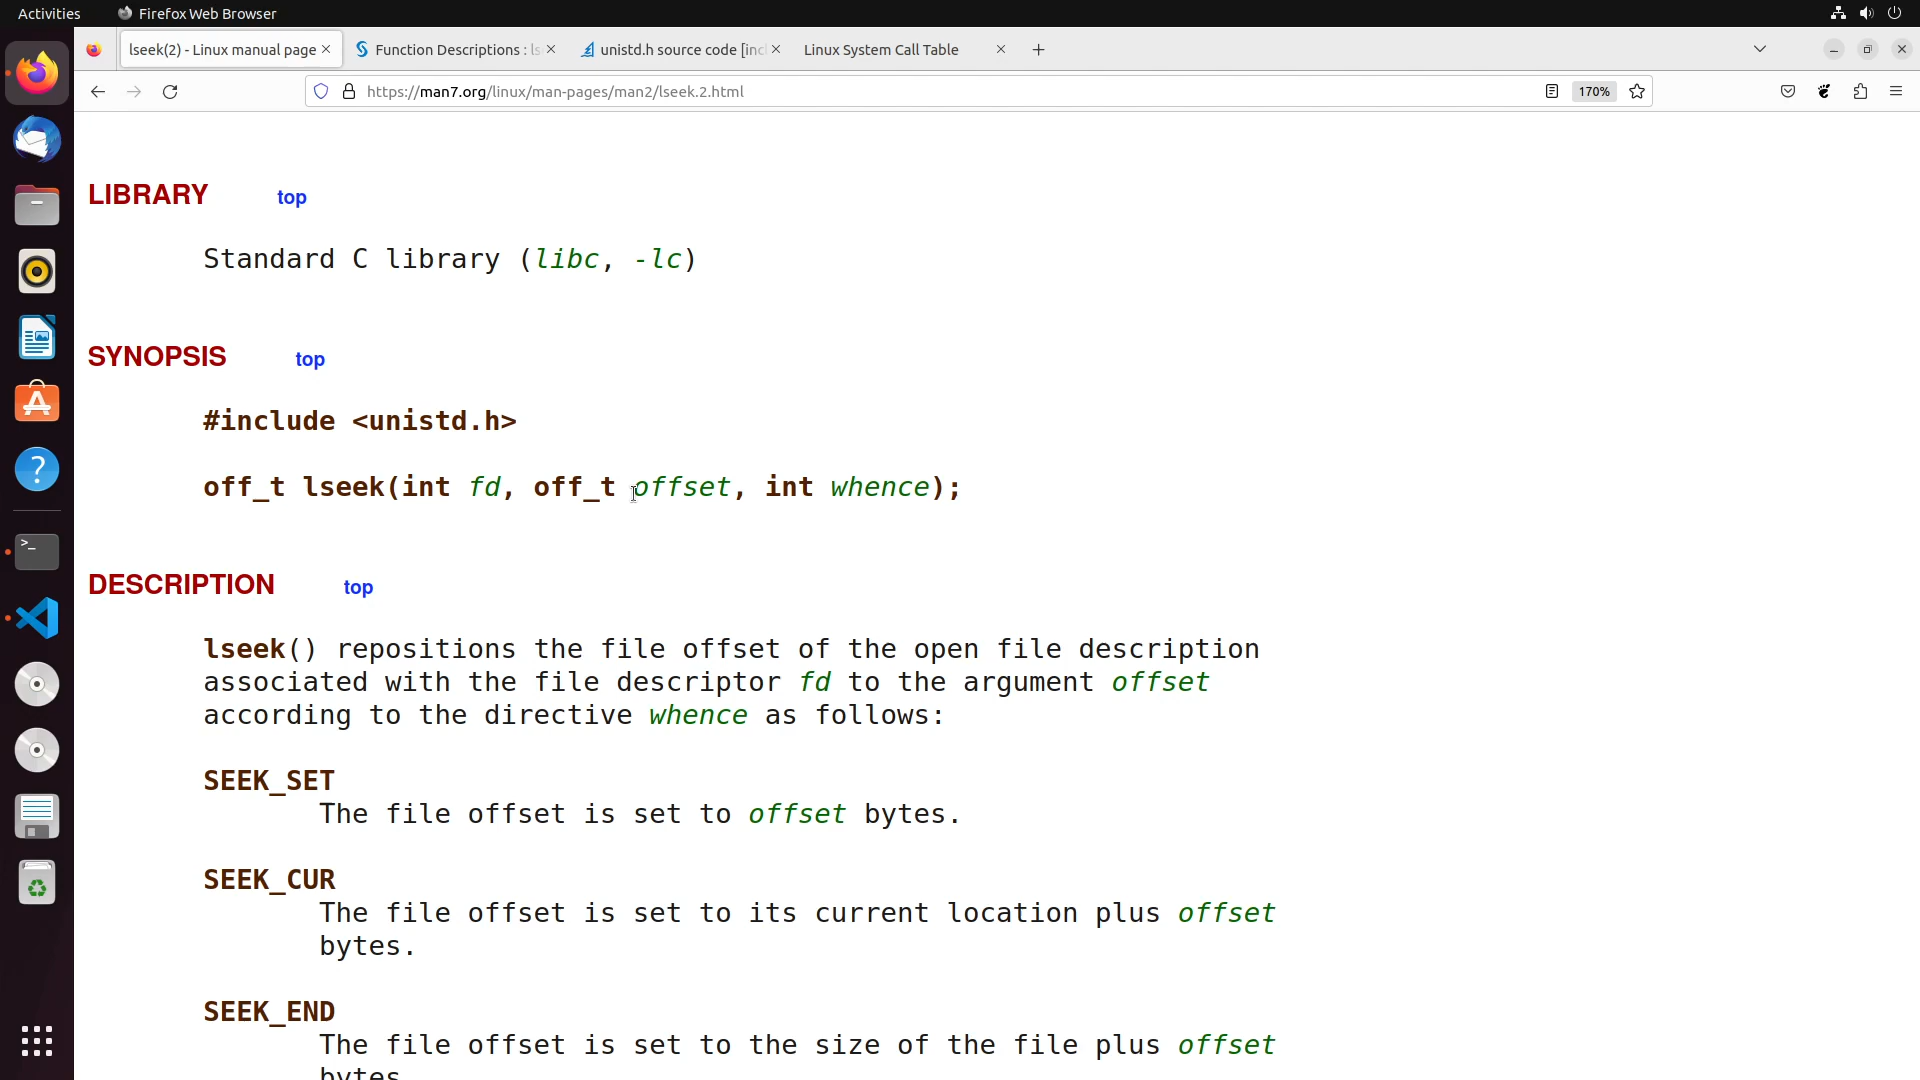 Activities
Firefox Web Browser
lseek(2) - Linux manual page
Function Descriptions : ls
unistd.h source code [incl
Linux System Call Table
https://man7.org/linux/man-pages/man2/lseek.2.html
170%
LIBRARY top
Standard C library (libc, -lc)
SYNOPSIS top
#include <unistd.h>
off_t lseek(int fd, off_t offset, int whence);
DESCRIPTION top
lseek() repositions the file offset of the open file description
associated with the file descriptor fd to the argument offset
according to the directive whence as follows:
SEEK_SET
The file offset is set to offset bytes.
SEEK_CUR
The file offset is set to its current location plus offset
bytes.
SEEK_END
The file offset is set to the size of the file plus offset
bytes